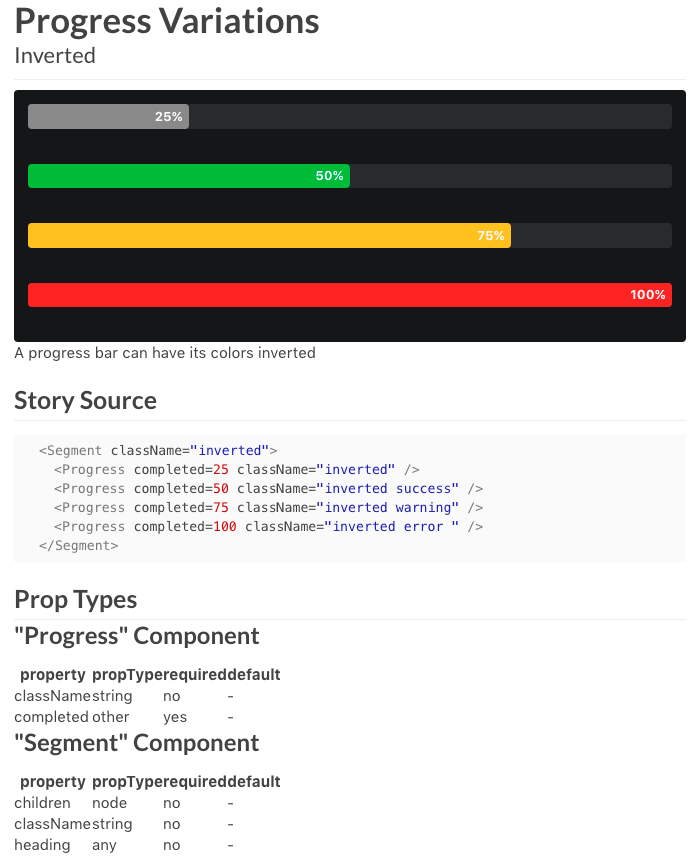 Progress Variations
Inverted
25%
50%
75%
100%
A progress bar can have its colors inverted
Story Source
<Segment className="inverted">
<Progress completed=25 className="inverted" />
<Progress completed=50 className="inverted success" />
<Progress completed=75 className="inverted warning" />
<Progress completed=100 className="inverted error " />
</Segment>
Prop Types
"Progress" Component
property propType required default
className string no -
completed other yes -
"Segment" Component
property propType required default
children node no -
className string no -
heading any no -